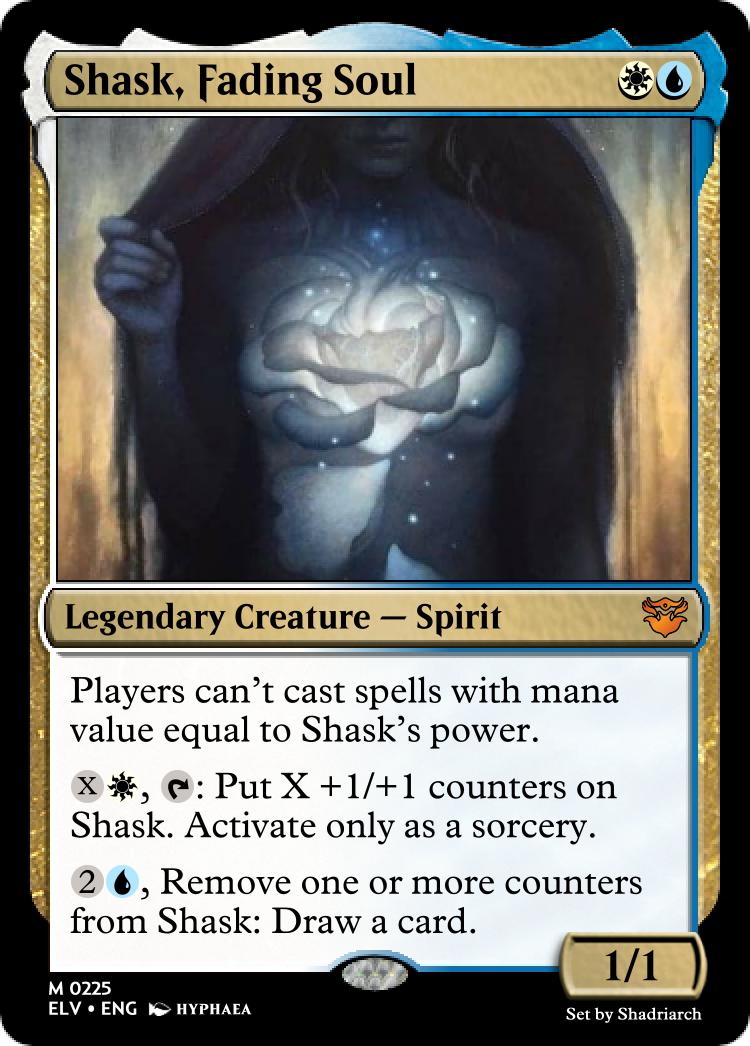 Shask, Fading Soul
Legendary Creature — Spirit
Players can't cast spells with mana
value equal to Shask's power.
X , : Put X +1/+1 counters on
Shask. Activate only as a sorcery.
2 , Remove one or more counters
from Shask: Draw a card.
1/1
M 0225
ELV • ENG HYPHAEA
Set by Shadriarch